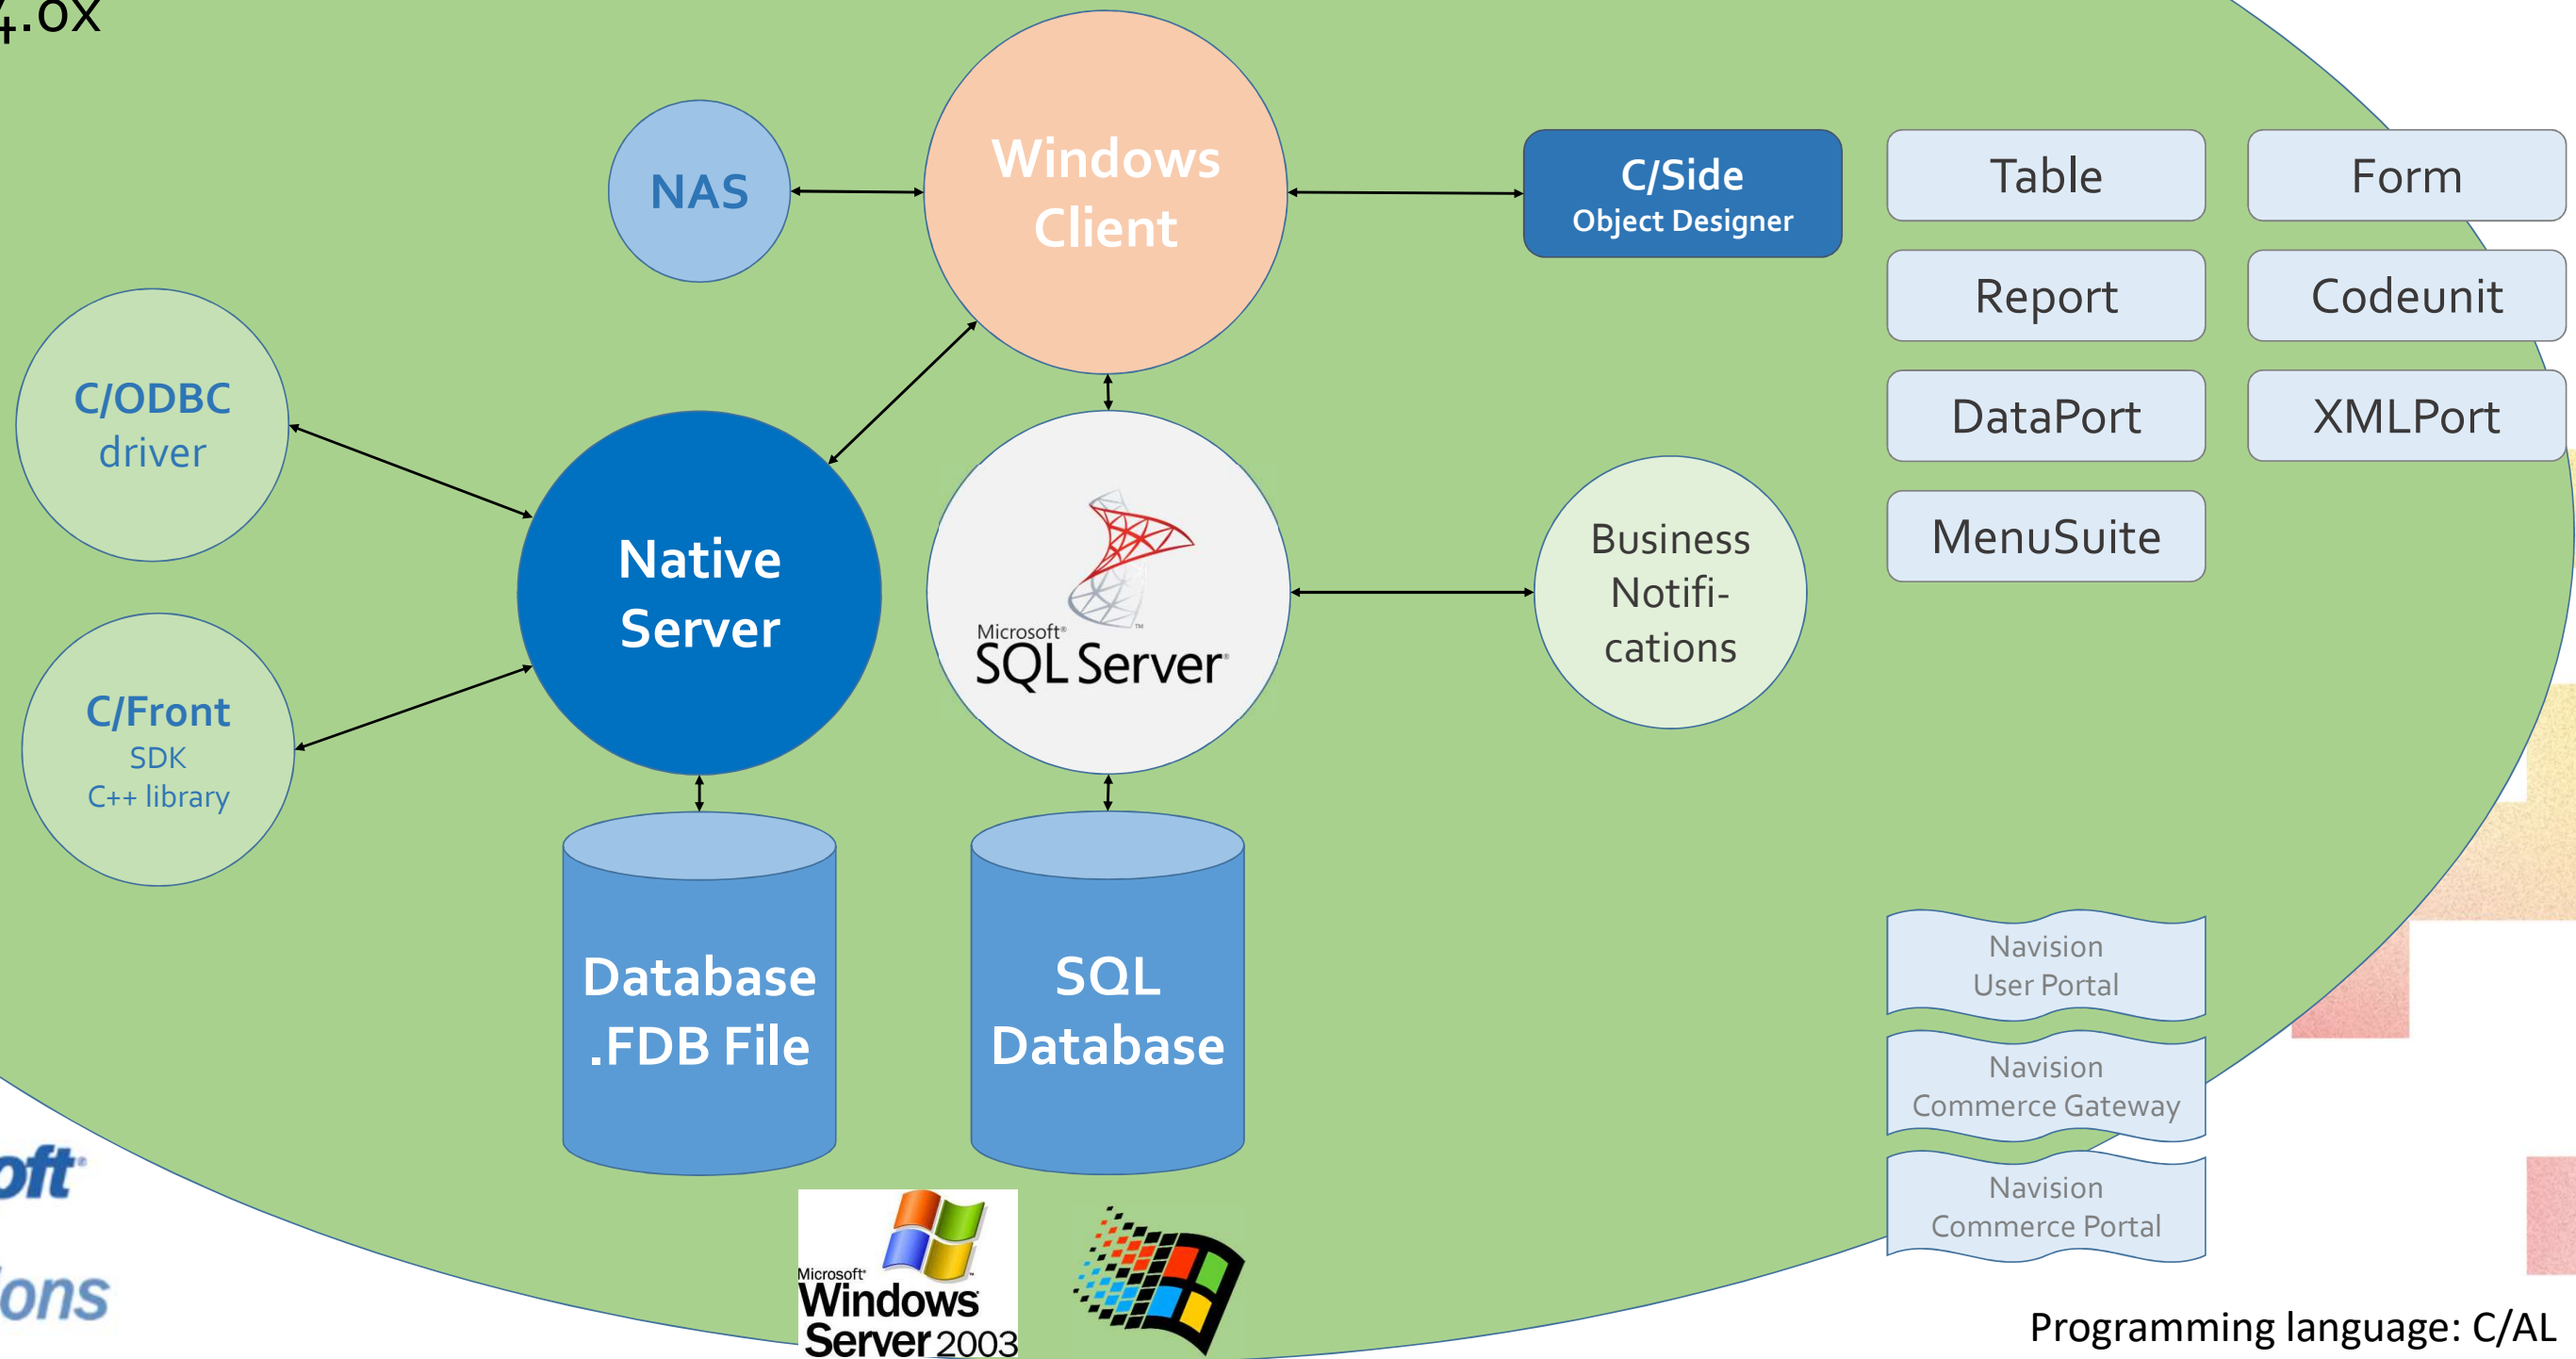 4.0x
NAS
Windows
Client
C/Side
Object Designer
Table
Form
Report
Codeunit
DataPort
XMLPort
MenuSuite
C/ODBC
driver
Native
Server
Microsoft®
SQL Server®
Business
Notifi-
cations
C/Front
SDK
C++ library
Database
.FDB File
SQL
Database
Navision
User Portal
Navision
Commerce Gateway
Navision
Commerce Portal
oft
ons
Microsoft®
Windows
Server 2003
Programming language: C/AL